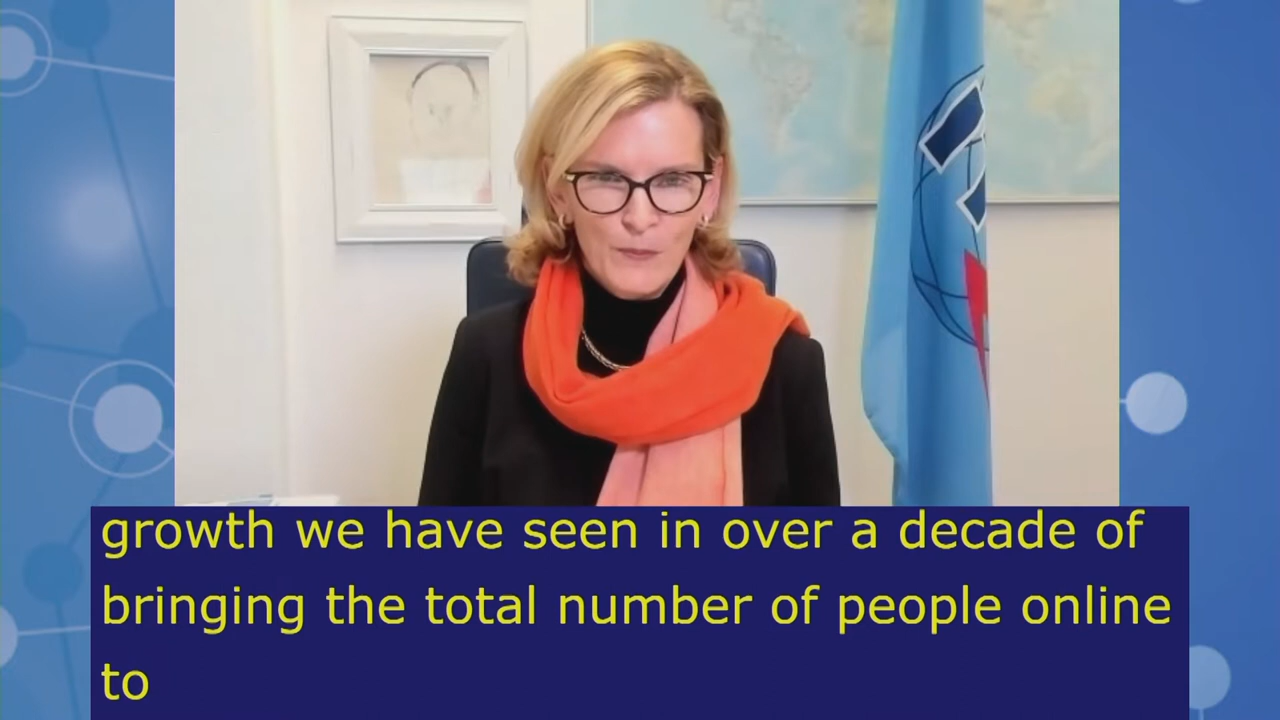 growth we have seen in over a decade of
bringing the total number of people online
to